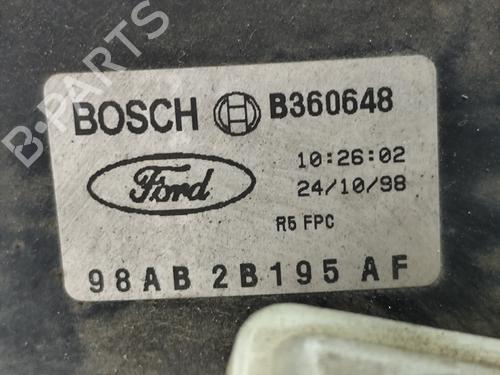 B-PARTS
BOSCH B360648
10:26:02
Ford 24/10/98
R5 FPC
98AB 2B195 AF